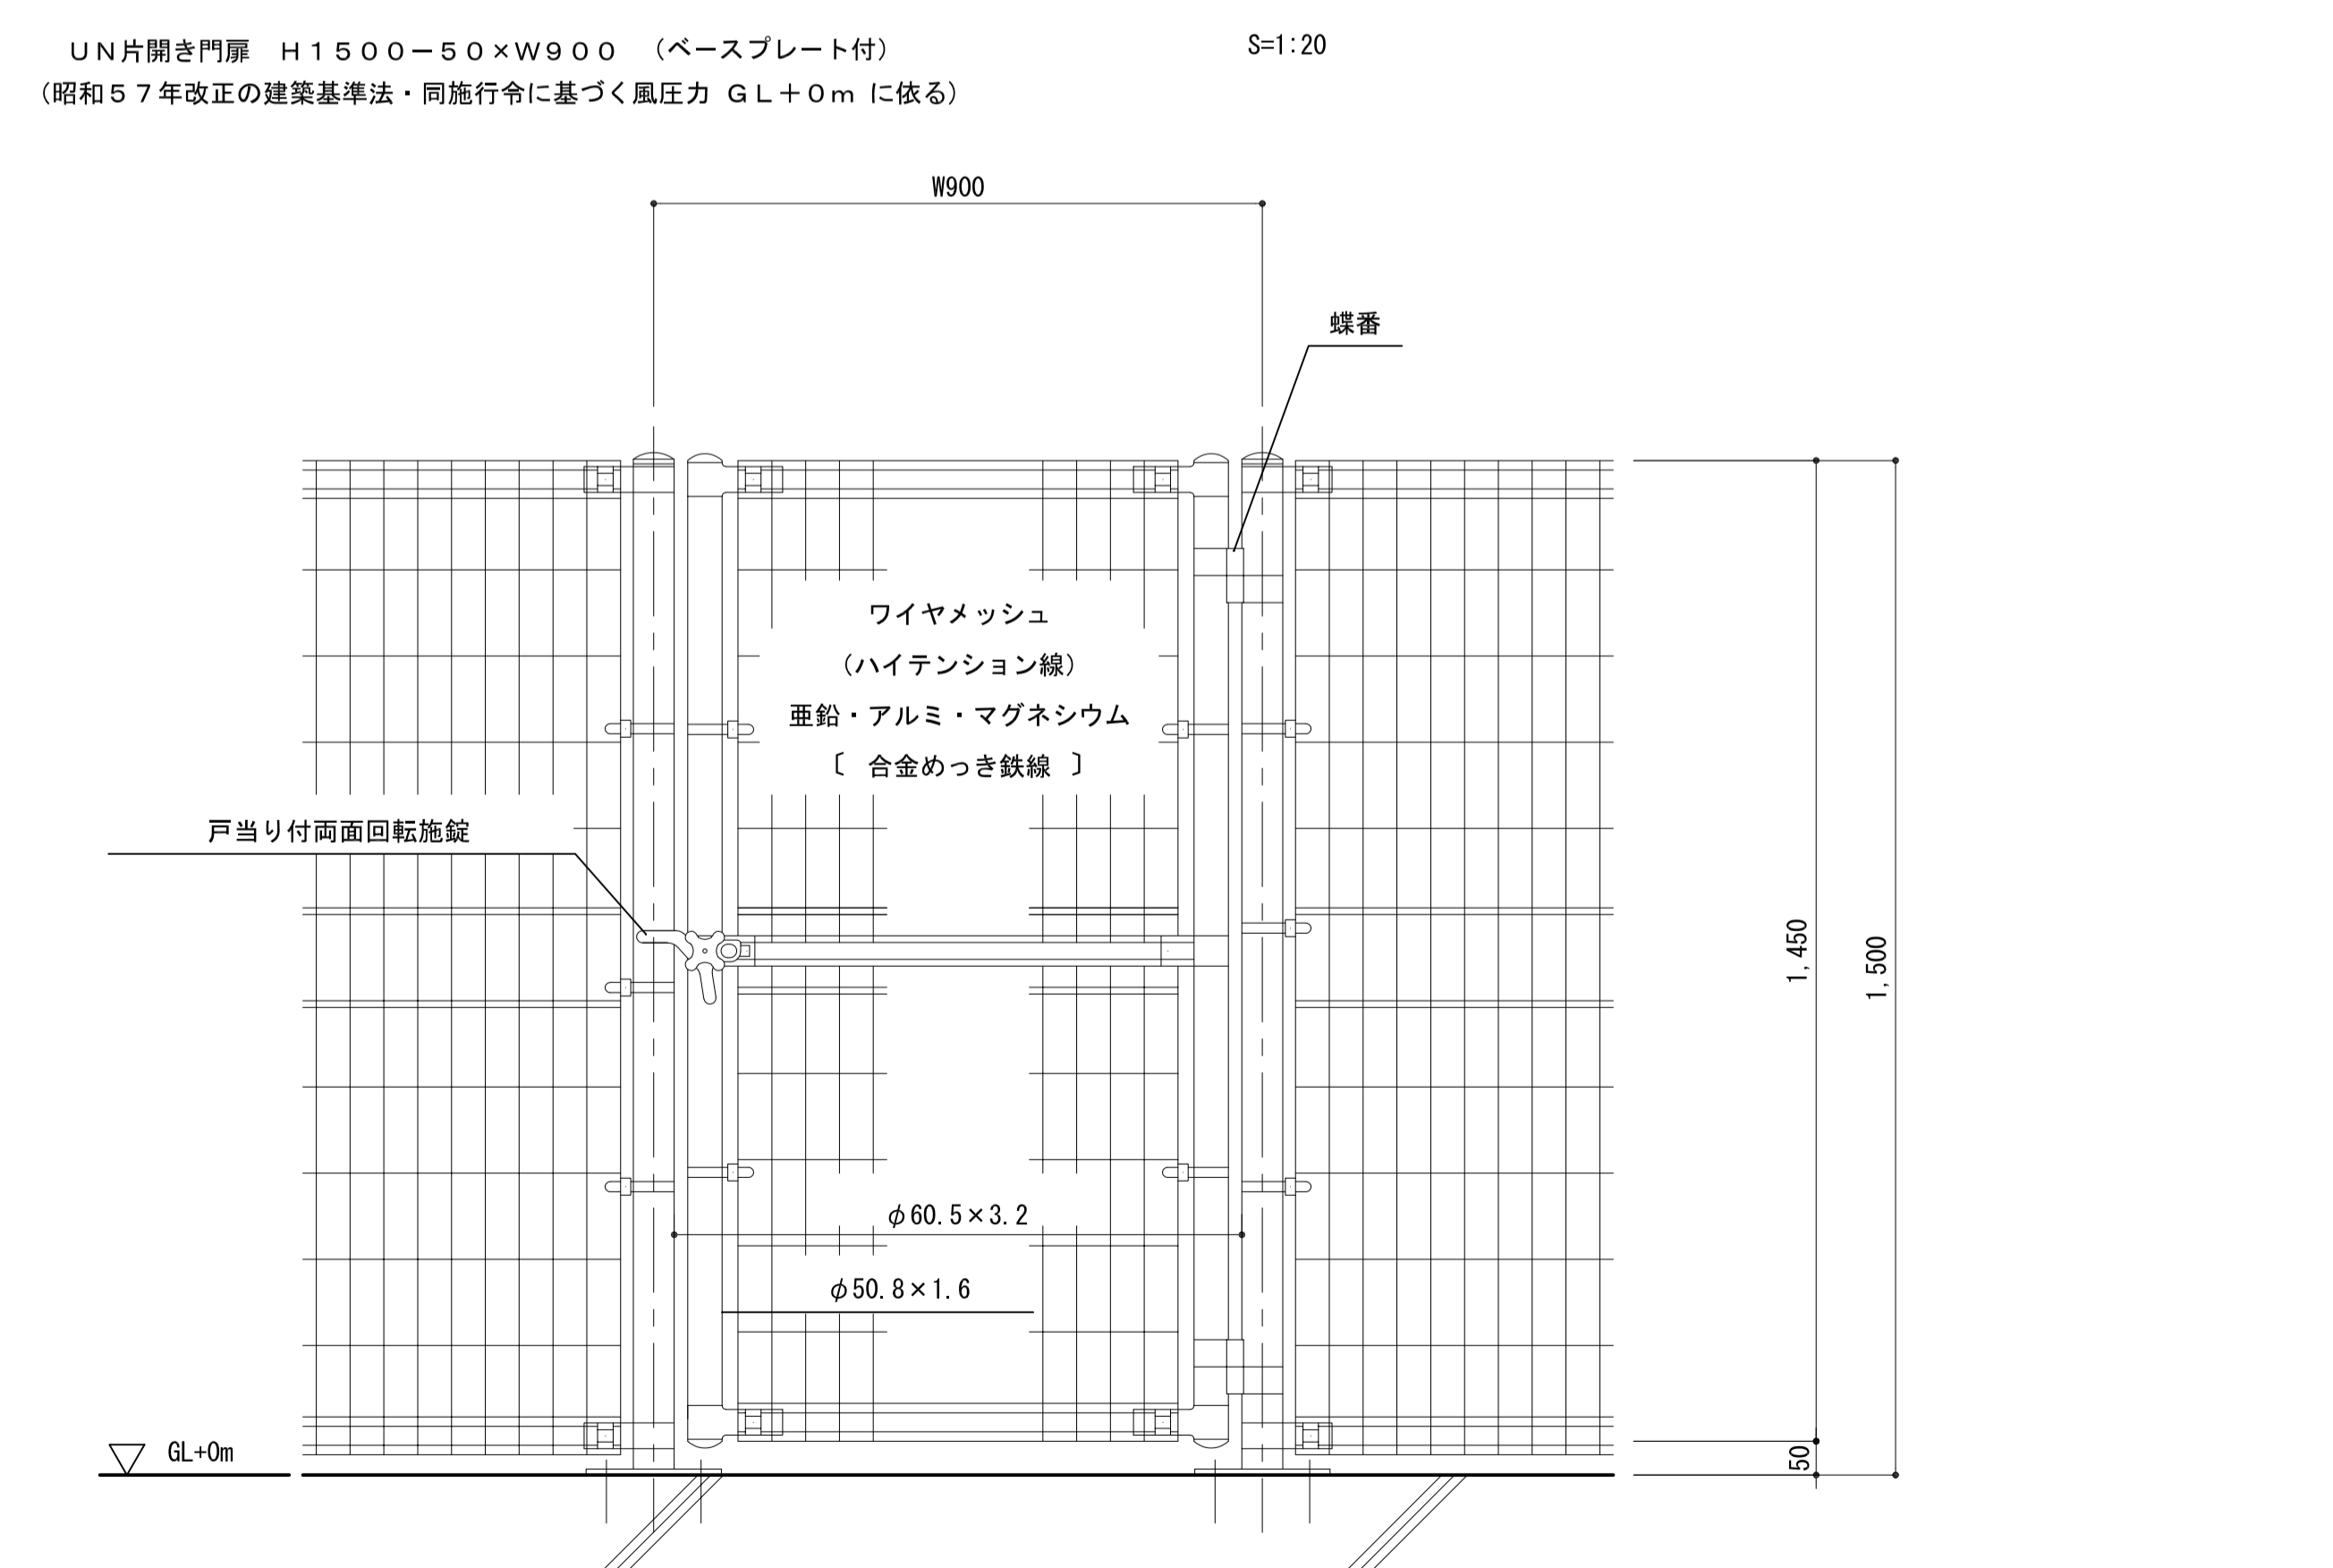 UN片開き門扉　H1500－50×W900　（ベースプレート付）
S=1:20
（昭和57年改正の建築基準法・同施行令に基づく風圧力 GL＋0m に依る）
W900
蝶番
ワイヤメッシュ
（ハイテンション線）
亜鉛・アルミ・マグネシウム
〔 合金めっき鉄線 〕
戸当り付両面回転施錠
1,450
1,500
φ60.5×3.2
φ50.8×1.6
GL+0m
50